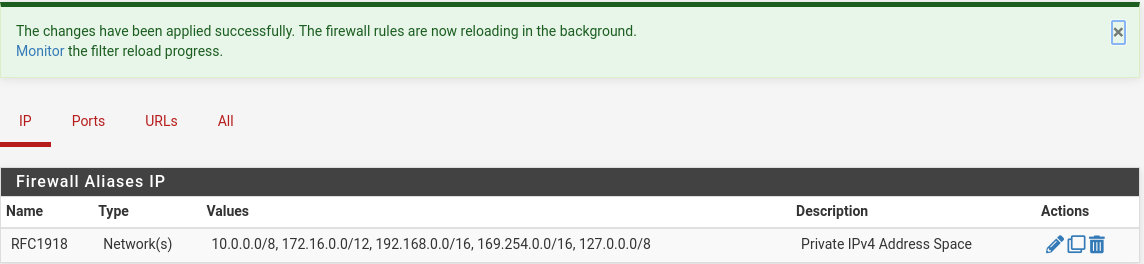 The changes have been applied successfully. The firewall rules are now reloading in the background.
Monitor the filter reload progress.
IP Ports URLs All
Firewall Aliases IP
Name Type Values Description Actions
RFC1918 Network(s) 10.0.0.0/8, 172.16.0.0/12, 192.168.0.0/16, 169.254.0.0/16, 127.0.0.0/8 Private IPv4 Address Space